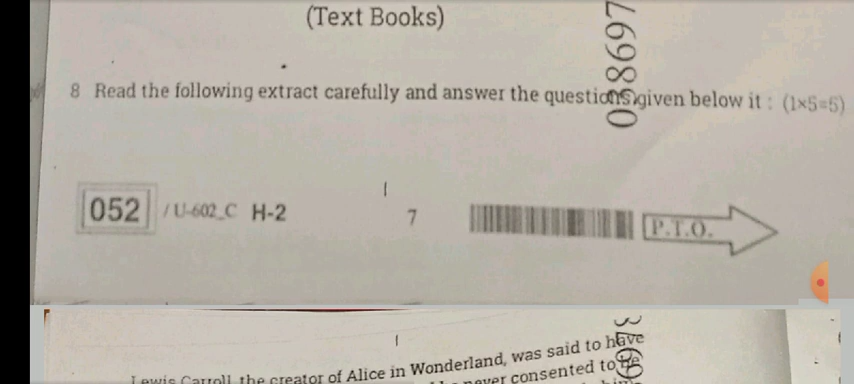 (Text Books)
8 Read the following extract carefully and answer the questions given below it : (1×5=5)
052 / U-602_C H-2 7 P.T.O.
Lewis Carroll, the creator of Alice in Wonderland, was said to have
never consented to be